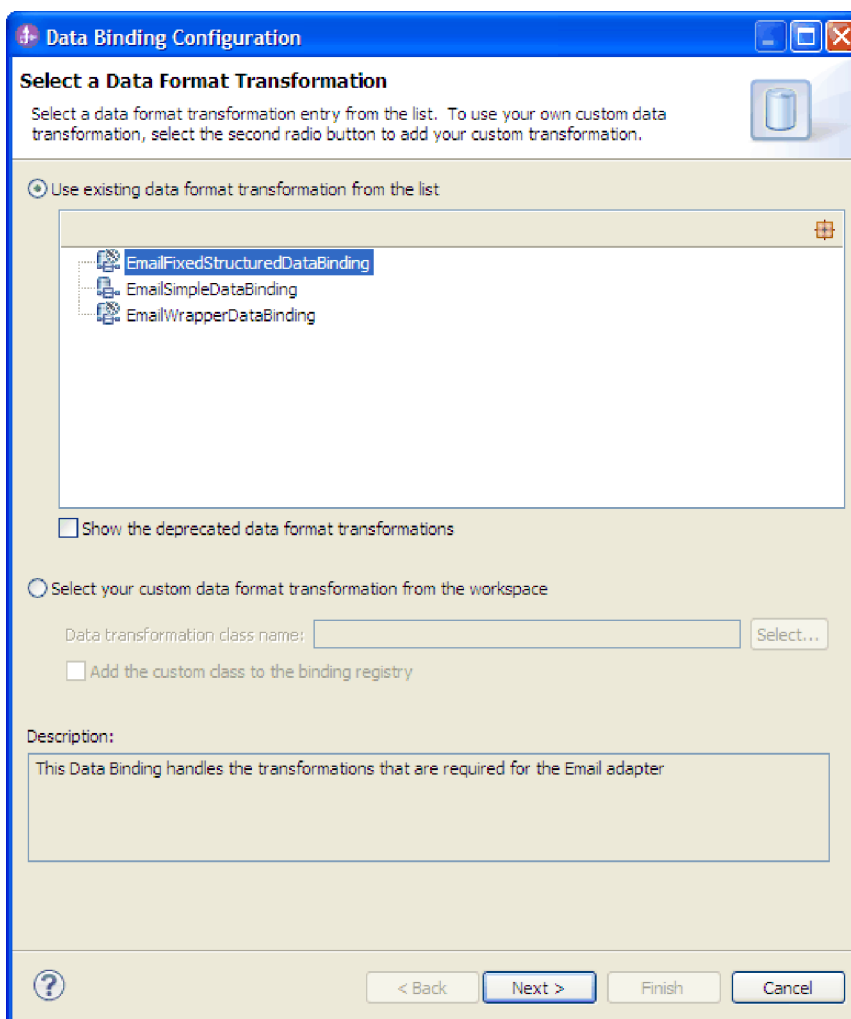 Data Binding Configuration
Select a Data Format Transformation
Select a data format transformation entry from the list. To use your own custom data
transformation, select the second radio button to add your custom transformation.
Use existing data format transformation from the list
EmailFixedStructuredDataBinding
EmailSimpleDataBinding
EmailWrapperDataBinding
Show the deprecated data format transformations
Select your custom data format transformation from the workspace
Data transformation class name:
Select...
Add the custom class to the binding registry
Description:
This Data Binding handles the transformations that are required for the Email adapter
< Back
Next >
Finish
Cancel